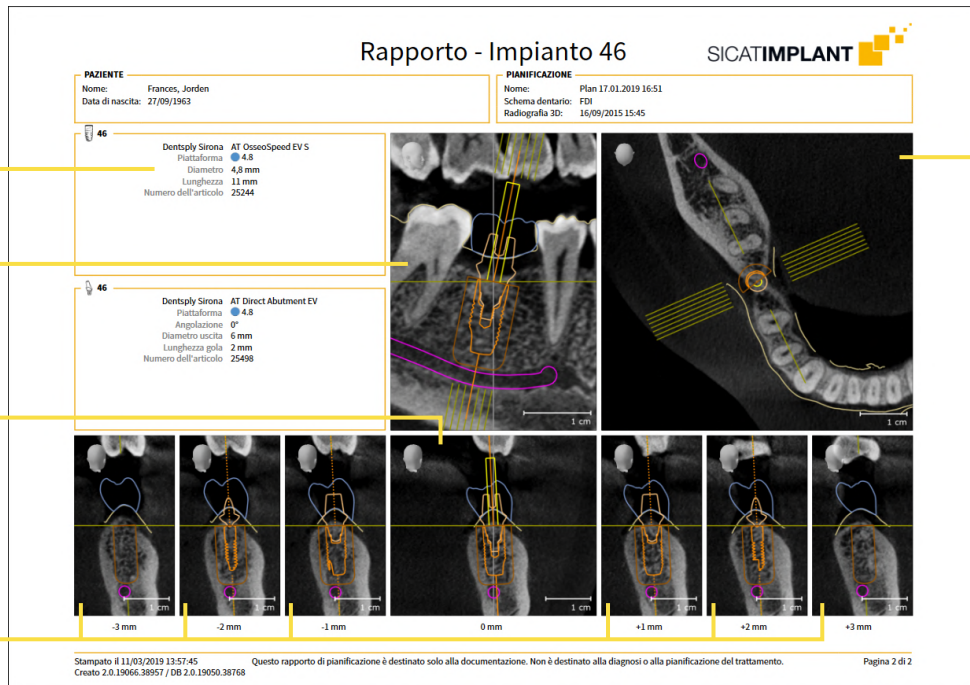 Rapporto - Impianto 46
SICATIMPLANT
PAZIENTE
Nome: Frances, Jorden
Data di nascita: 27/09/1963
PIANIFICAZIONE
Nome: Plan 17.01.2019 16:51
Schema dentario: FDI
Radiografia 3D: 16/09/2015 15:45
46
Dentsply Sirona AT OsseoSpeed EV S
Piattaforma 4.8
Diametro 4,8 mm
Lunghezza 11 mm
Numero dell'articolo 25244
46
Dentsply Sirona AT Direct Abutment EV
Piattaforma 4.8
Angolazione 0°
Diametro uscita 6 mm
Lunghezza gola 2 mm
Numero dell'articolo 25498
1 cm
1 cm
1 cm
1 cm
1 cm
1 cm
1 cm
1 cm
1 cm
-3 mm
-2 mm
-1 mm
0 mm
+1 mm
+2 mm
+3 mm
Stampato il 11/03/2019 13:57:45
Creato 2.0.19066.38957 / DB 2.0.19050.38768
Questo rapporto di pianificazione è destinato solo alla documentazione. Non è destinato alla diagnosi o alla pianificazione del trattamento.
Pagina 2 di 2